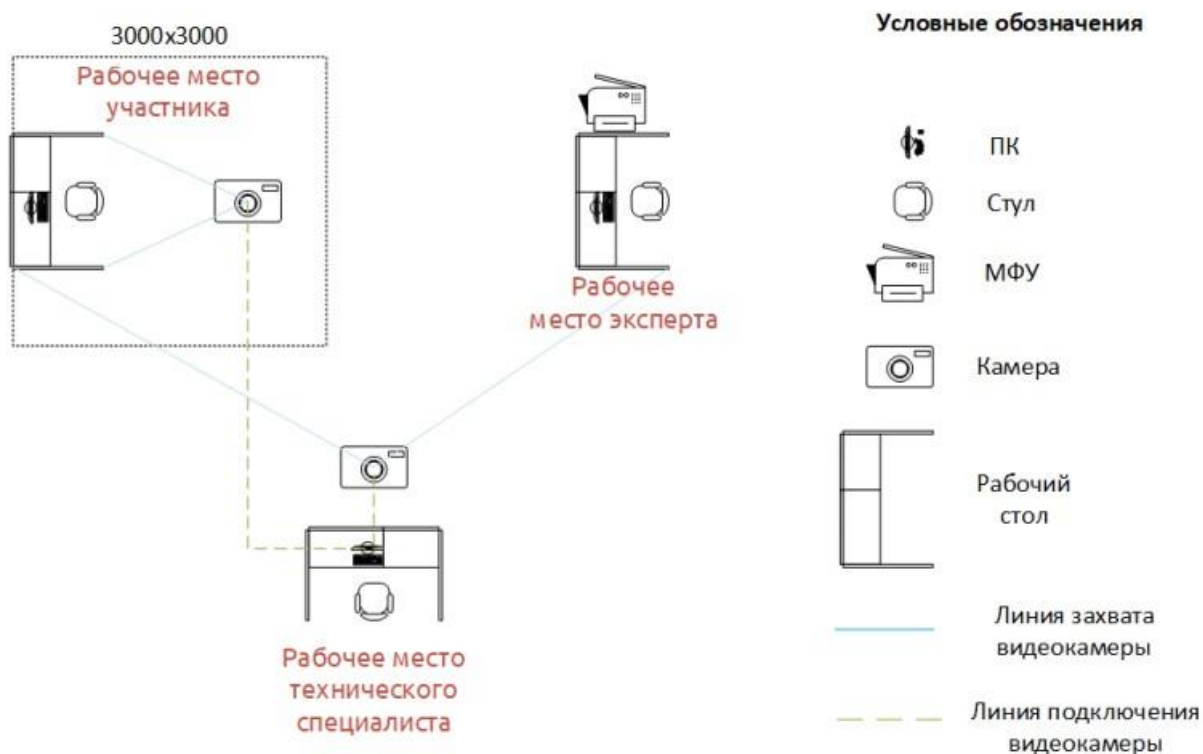 3000х3000
Рабочее место
участника
Рабочее
место эксперта
Рабочее место
технического
специалиста
Условные обозначения
ПК
Стул
МФУ
Камера
Рабочий
стол
Линия захвата
видеокамеры
Линия подключения
видеокамеры